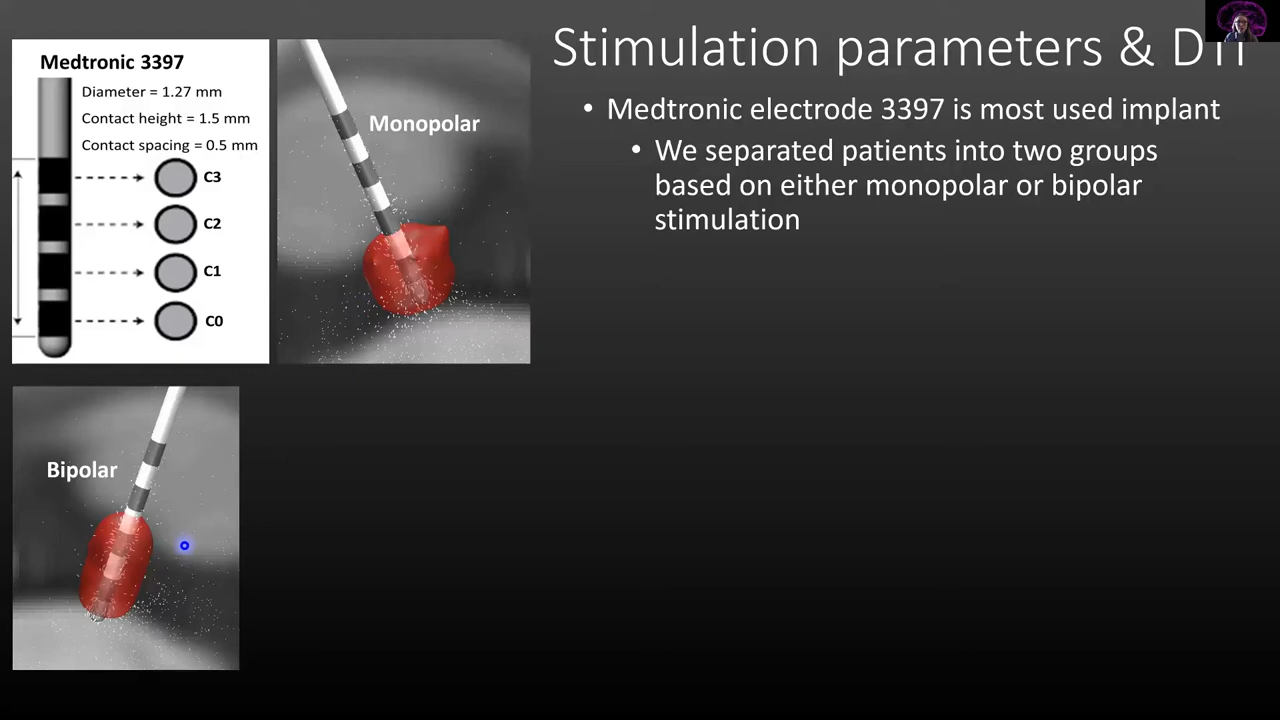 Stimulation parameters & DTI
Medtronic 3397
Diameter = 1.27 mm
Contact height = 1.5 mm
Contact spacing = 0.5 mm
C3
C2
C1
C0
Monopolar
Bipolar
• Medtronic electrode 3397 is most used implant
• We separated patients into two groups
based on either monopolar or bipolar
stimulation